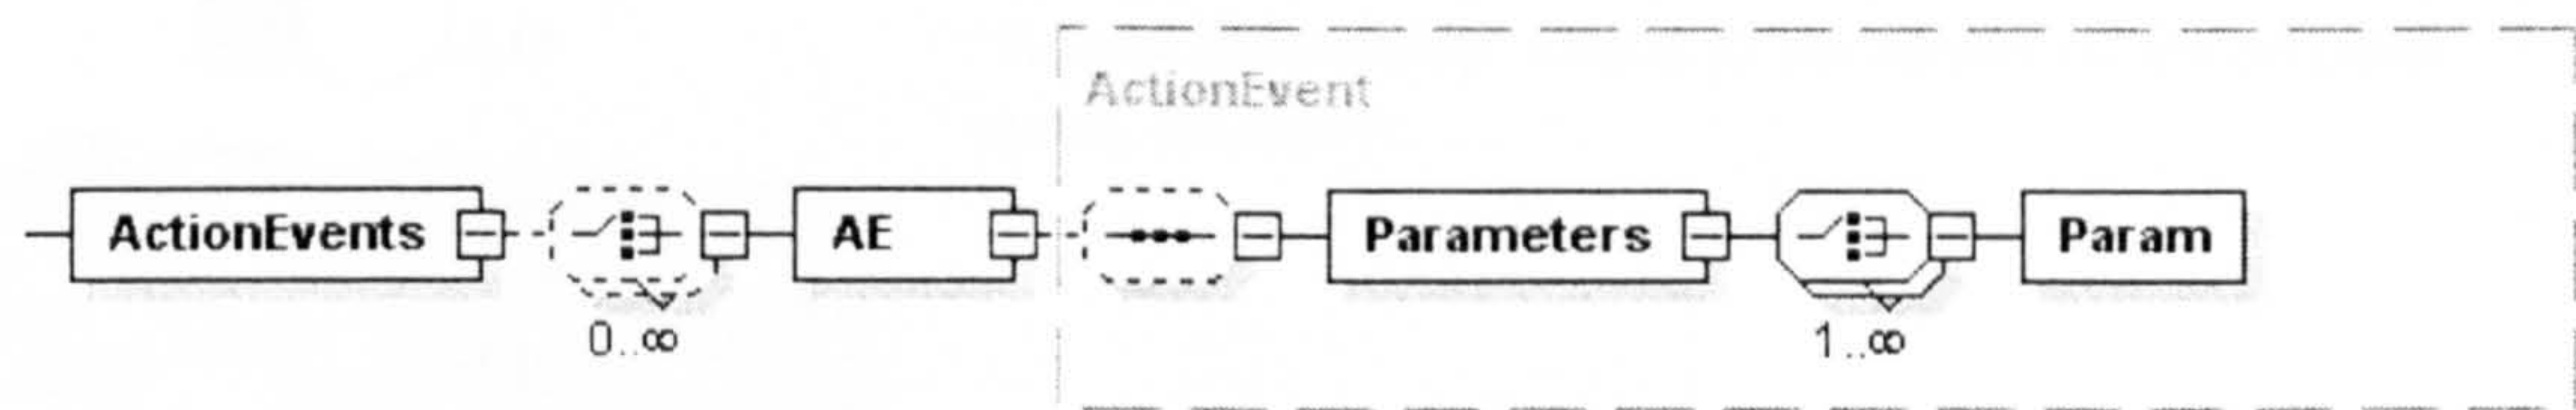 ActionEvent
ActionEvents
AE
Parameters
Param
0..∞
1..∞